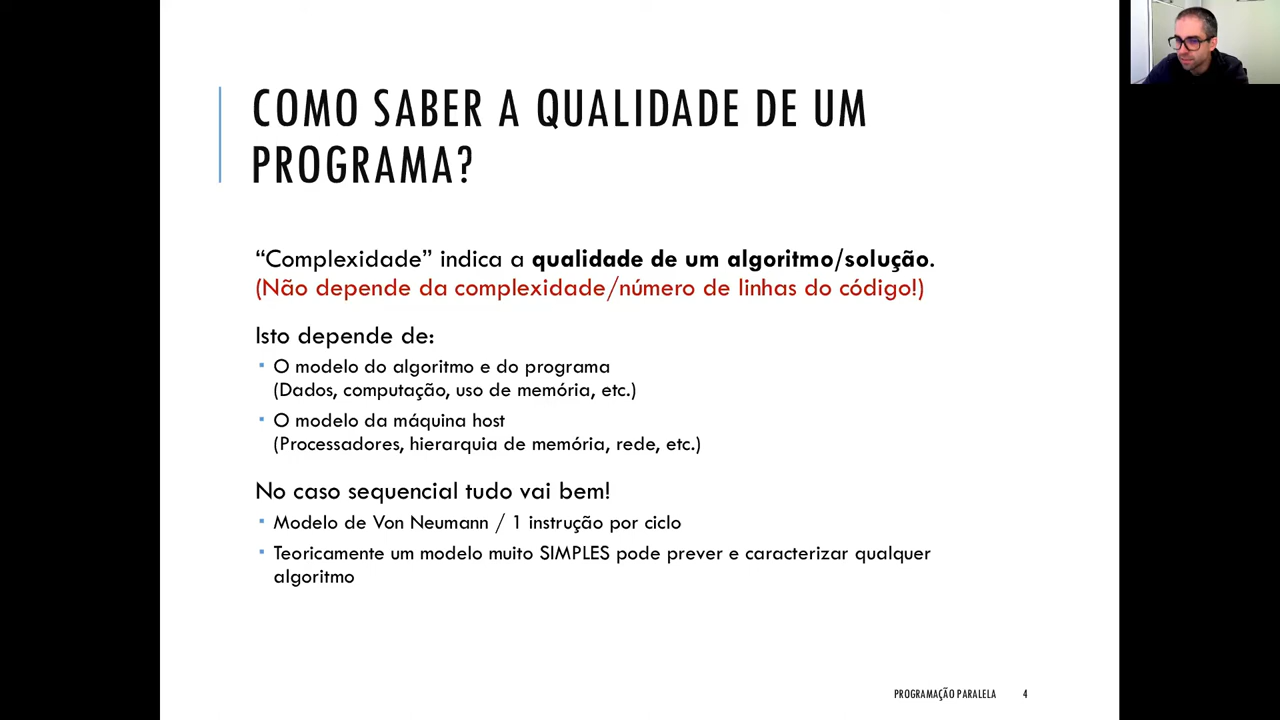 COMO SABER A QUALIDADE DE UM
PROGRAMA?
“Complexidade” indica a qualidade de um algoritmo/solução.
(Não depende da complexidade/número de linhas do código!)
Isto depende de:
▪ O modelo do algoritmo e do programa
(Dados, computação, uso de memória, etc.)
▪ O modelo da máquina host
(Processadores, hierarquia de memória, rede, etc.)
No caso sequencial tudo vai bem!
▪ Modelo de Von Neumann / 1 instrução por ciclo
▪ Teoricamente um modelo muito SIMPLES pode prever e caracterizar qualquer
algoritmo
PROGRAMAÇÃO PARALELA 4